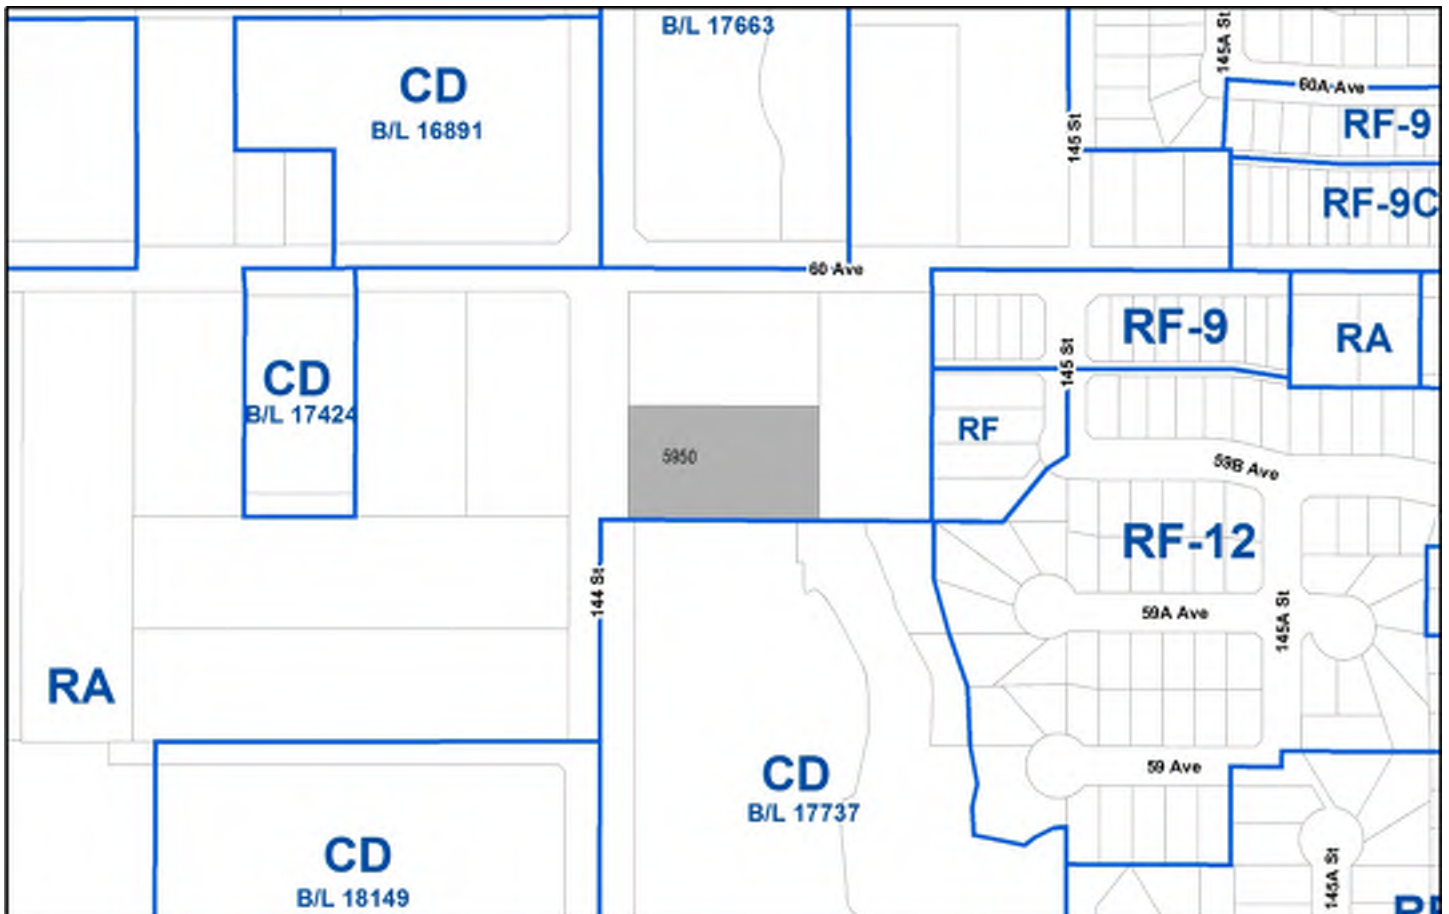 B/L 17663
145A St
60A Ave
CD
B/L 16891
RF-9
145 St
RF-9C
60 Ave
RF-9
RA
145 St
CD
B/L 17424
RF
5950
59B Ave
RF-12
144 St
59A Ave
145A St
RA
CD
B/L 17737
59 Ave
CD
B/L 18149
145A St